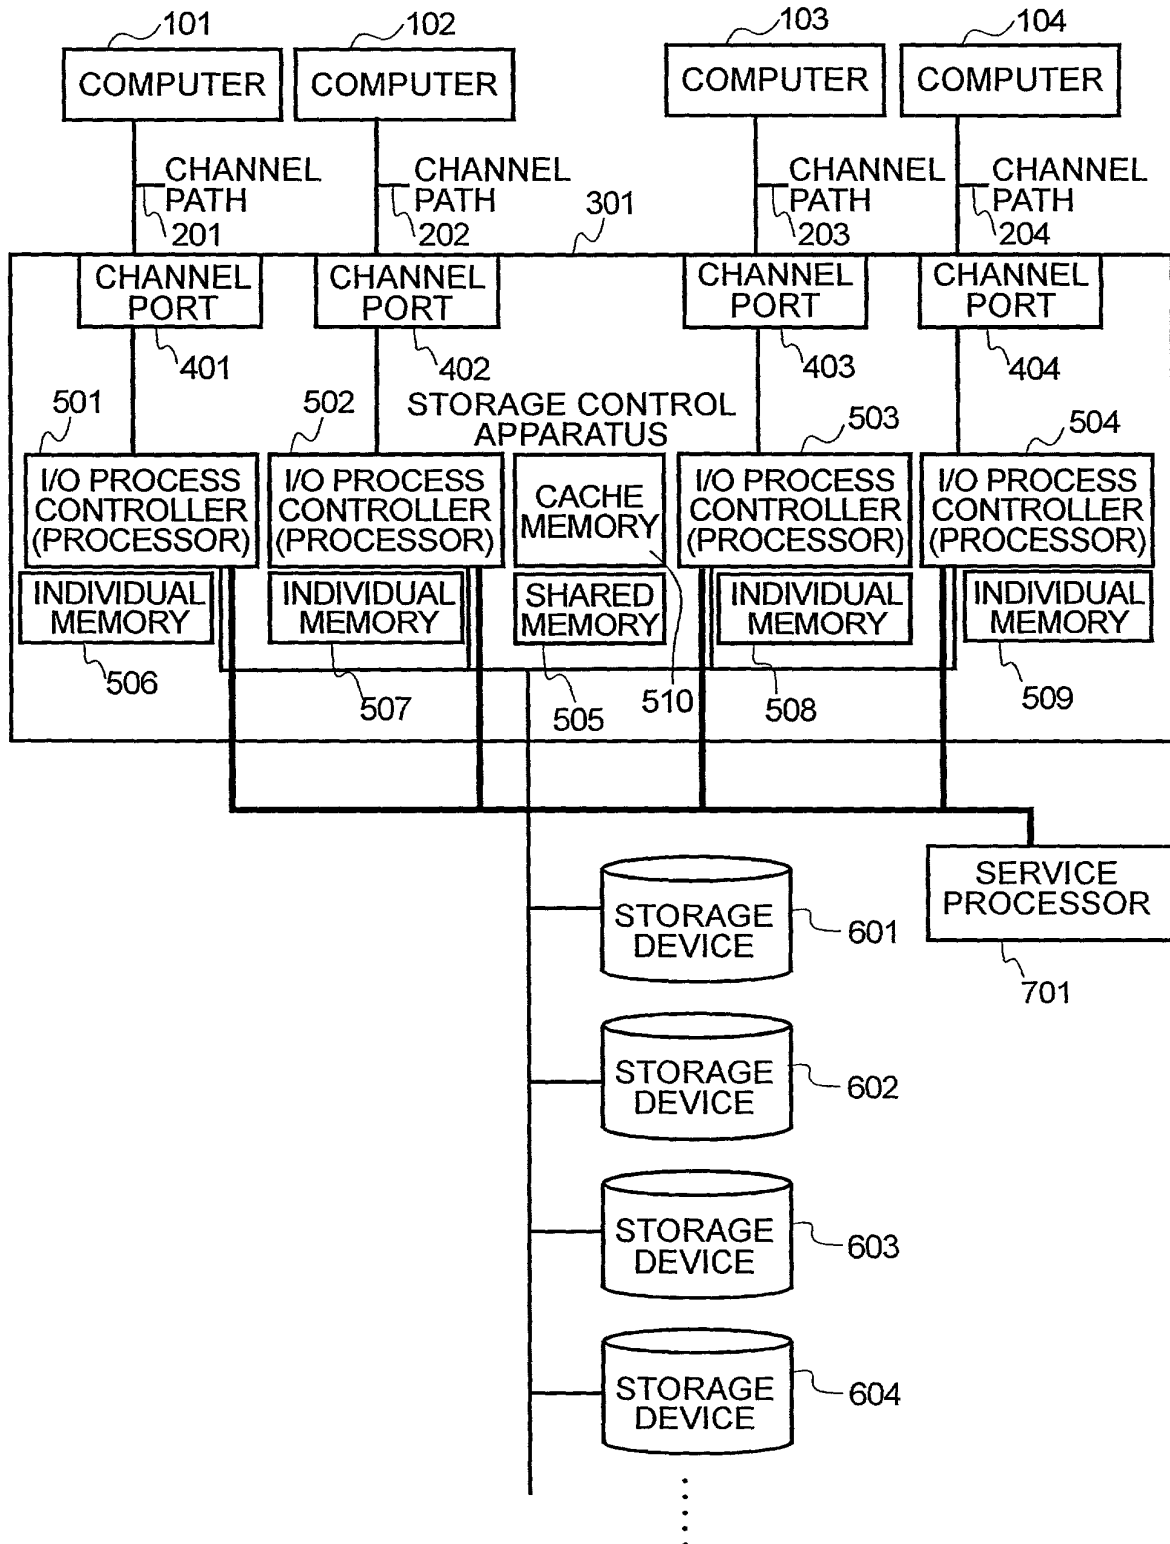 101
102
103
104
COMPUTER
COMPUTER
COMPUTER
COMPUTER
CHANNEL
PATH
201
CHANNEL
PATH
202
301
CHANNEL
PATH
203
CHANNEL
PATH
204
CHANNEL
PORT
401
CHANNEL
PORT
402
CHANNEL
PORT
403
CHANNEL
PORT
404
STORAGE CONTROL
APPARATUS
501
502
503
504
I/O PROCESS
CONTROLLER
(PROCESSOR)
I/O PROCESS
CONTROLLER
(PROCESSOR)
CACHE
MEMORY
I/O PROCESS
CONTROLLER
(PROCESSOR)
I/O PROCESS
CONTROLLER
(PROCESSOR)
INDIVIDUAL
MEMORY
INDIVIDUAL
MEMORY
SHARED
MEMORY
INDIVIDUAL
MEMORY
INDIVIDUAL
MEMORY
506
507
505
510
508
509
STORAGE
DEVICE
601
SERVICE
PROCESSOR
701
STORAGE
DEVICE
602
STORAGE
DEVICE
603
STORAGE
DEVICE
604